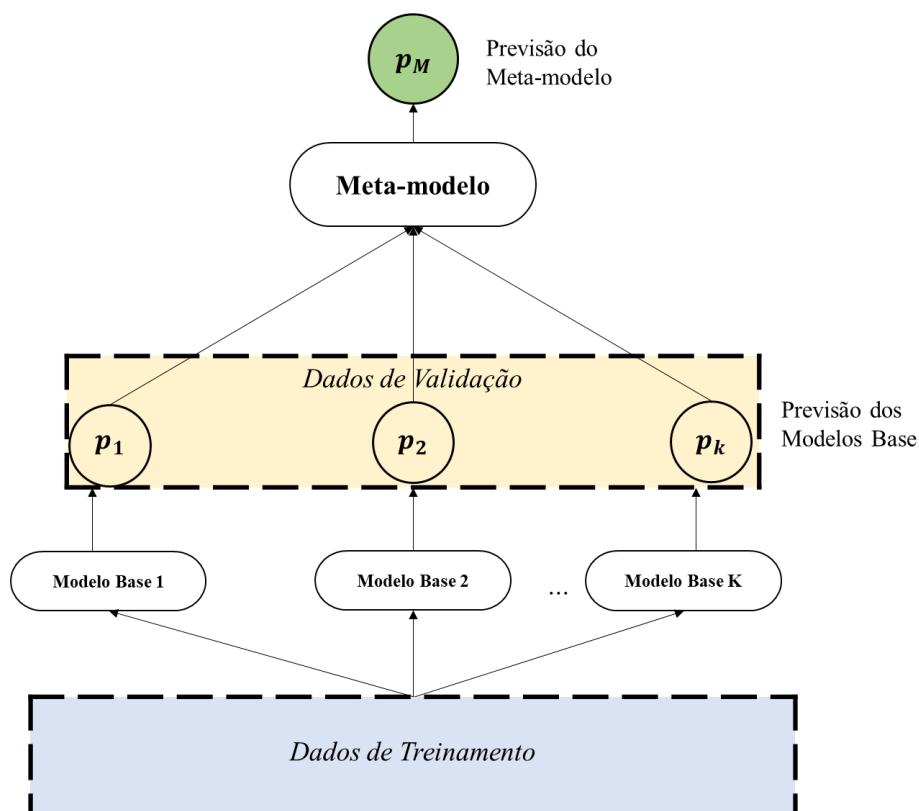 p_M
Previsão do
Meta-modelo
Meta-modelo
Dados de Validação
p_1
p_2
p_k
Previsão dos
Modelos Base
Modelo Base 1
Modelo Base 2
...
Modelo Base K
Dados de Treinamento